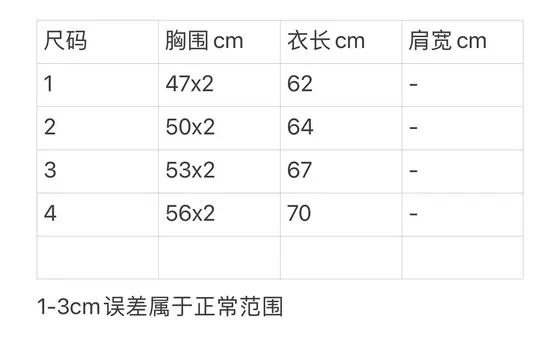 尺码 胸围cm 衣长cm 肩宽cm
1 47x2 62 -
2 50x2 64 -
3 53x2 67 -
4 56x2 70 -
1-3cm误差属于正常范围